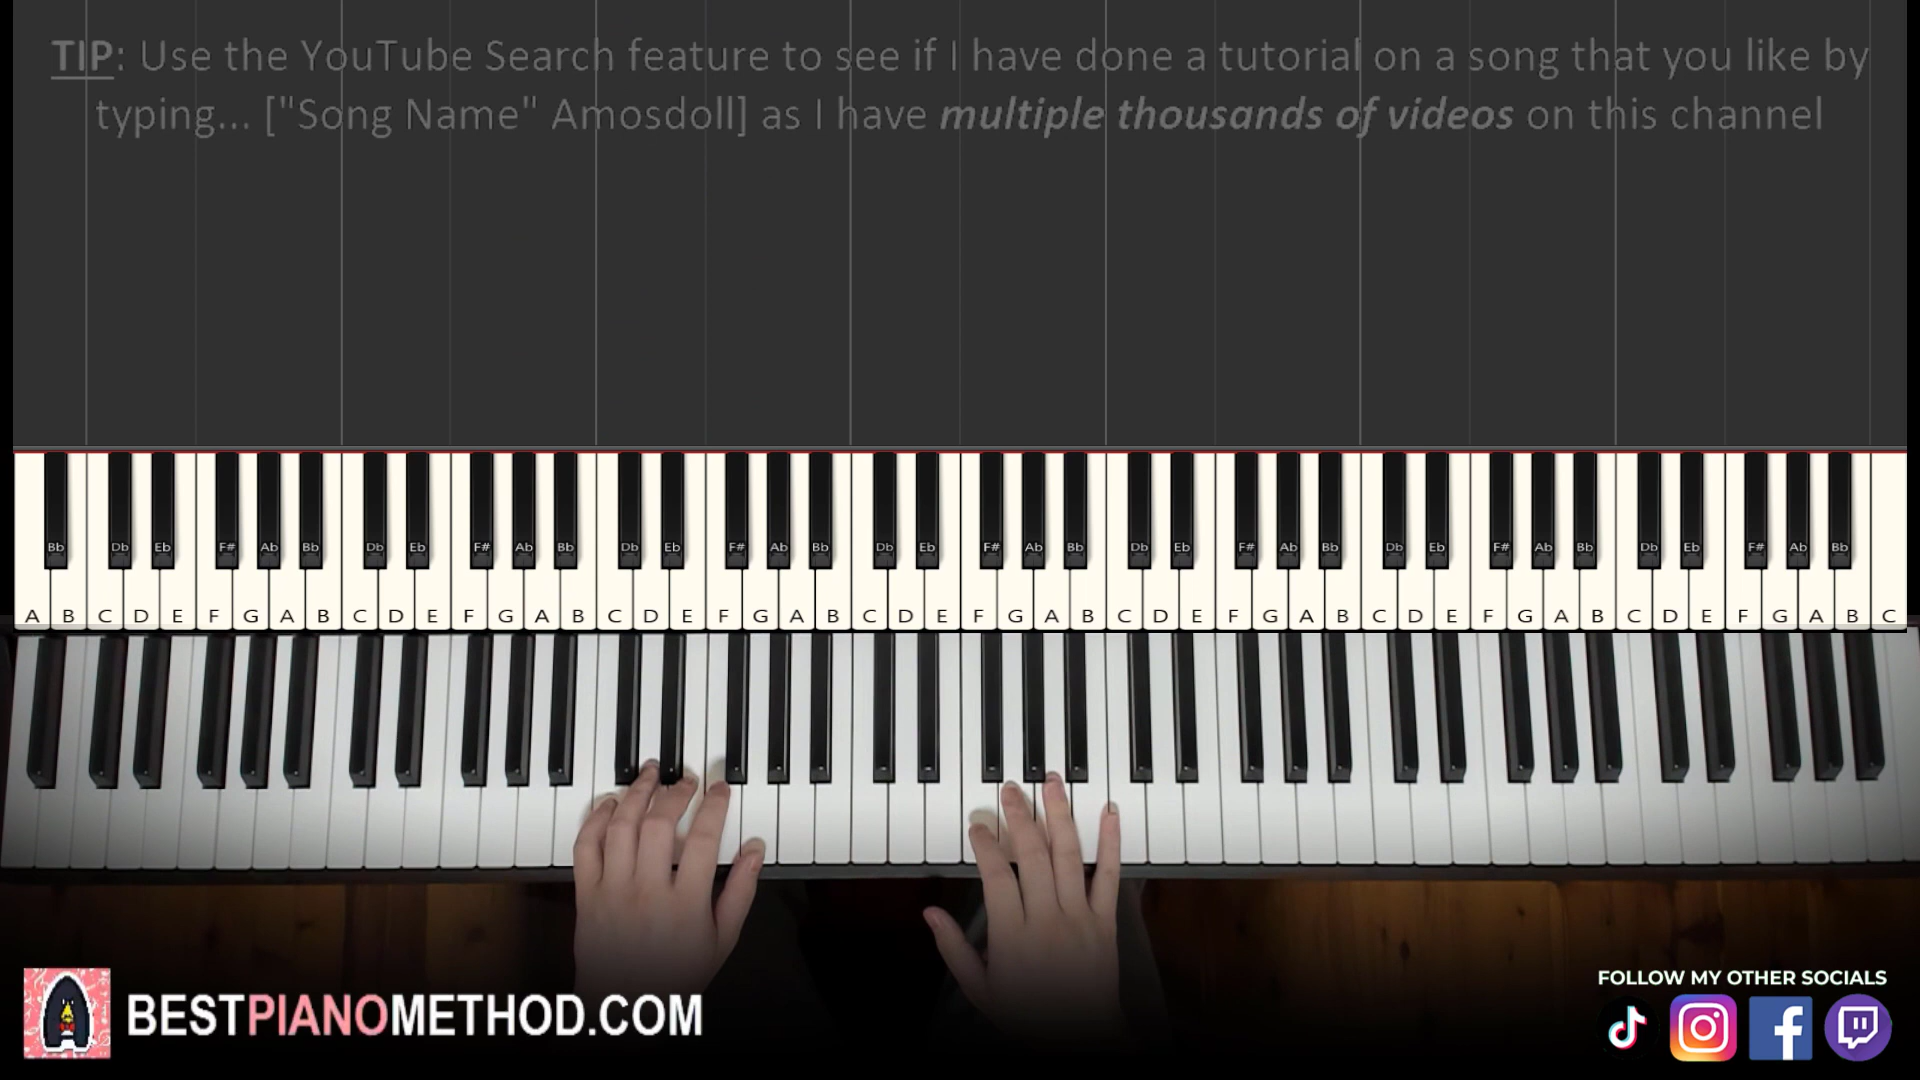 TIP: Use the YouTube Search feature to see if I have done a tutorial on a song that you like by
typing... ["Song Name" Amosdoll] as I have multiple thousands of videos on this channel
Bb Db Eb F# Ab Bb Db Eb F# Ab Bb Db Eb F# Ab Bb Db Eb F# Ab Bb Db Eb F# Ab Bb Db Eb F# Ab Bb Db Eb F# Ab Bb
A B C D E F G A B C D E F G A B C D E F G A B C D E F G A B C D E F G A B C D E F G A B C D E F G A B C
FOLLOW MY OTHER SOCIALS
BESTPIANOMETHOD.COM